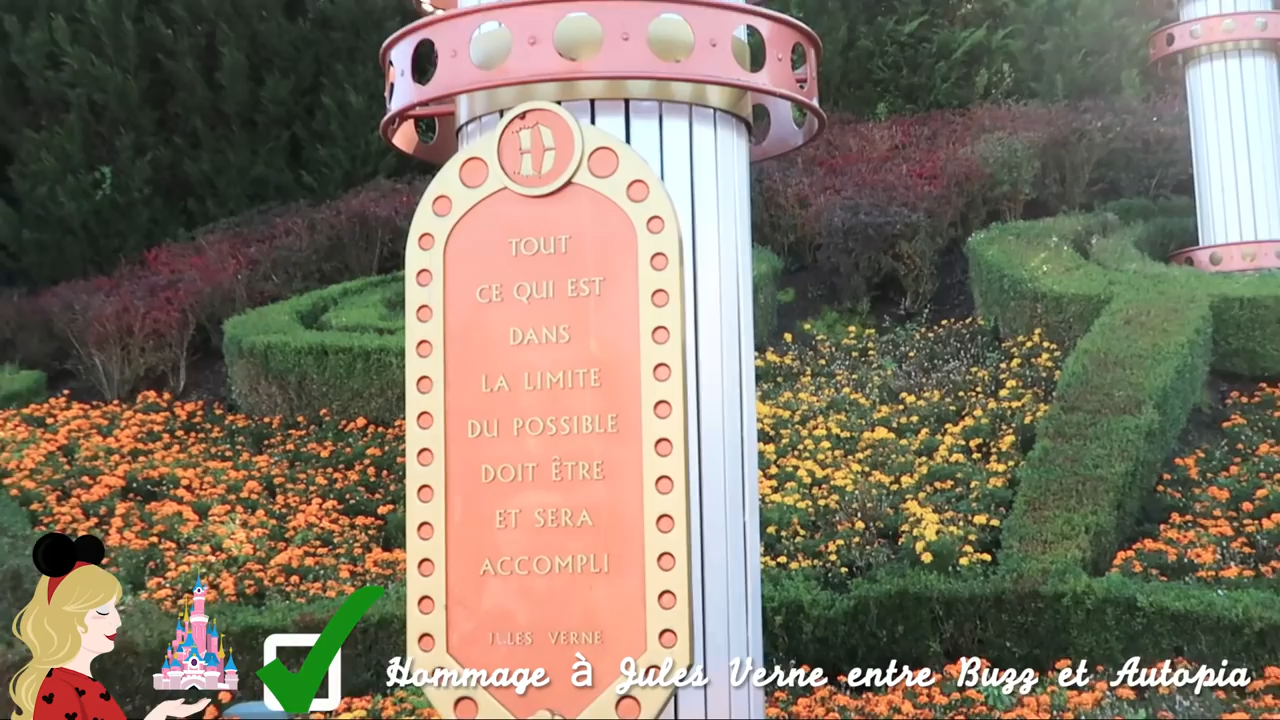 D
TOUT
CE QUI EST
DANS
LA LIMITE
DU POSSIBLE
DOIT ÊTRE
ET SERA
ACCOMPLI
JULES VERNE
Hommage à Jules Verne entre Buzz et Autopia